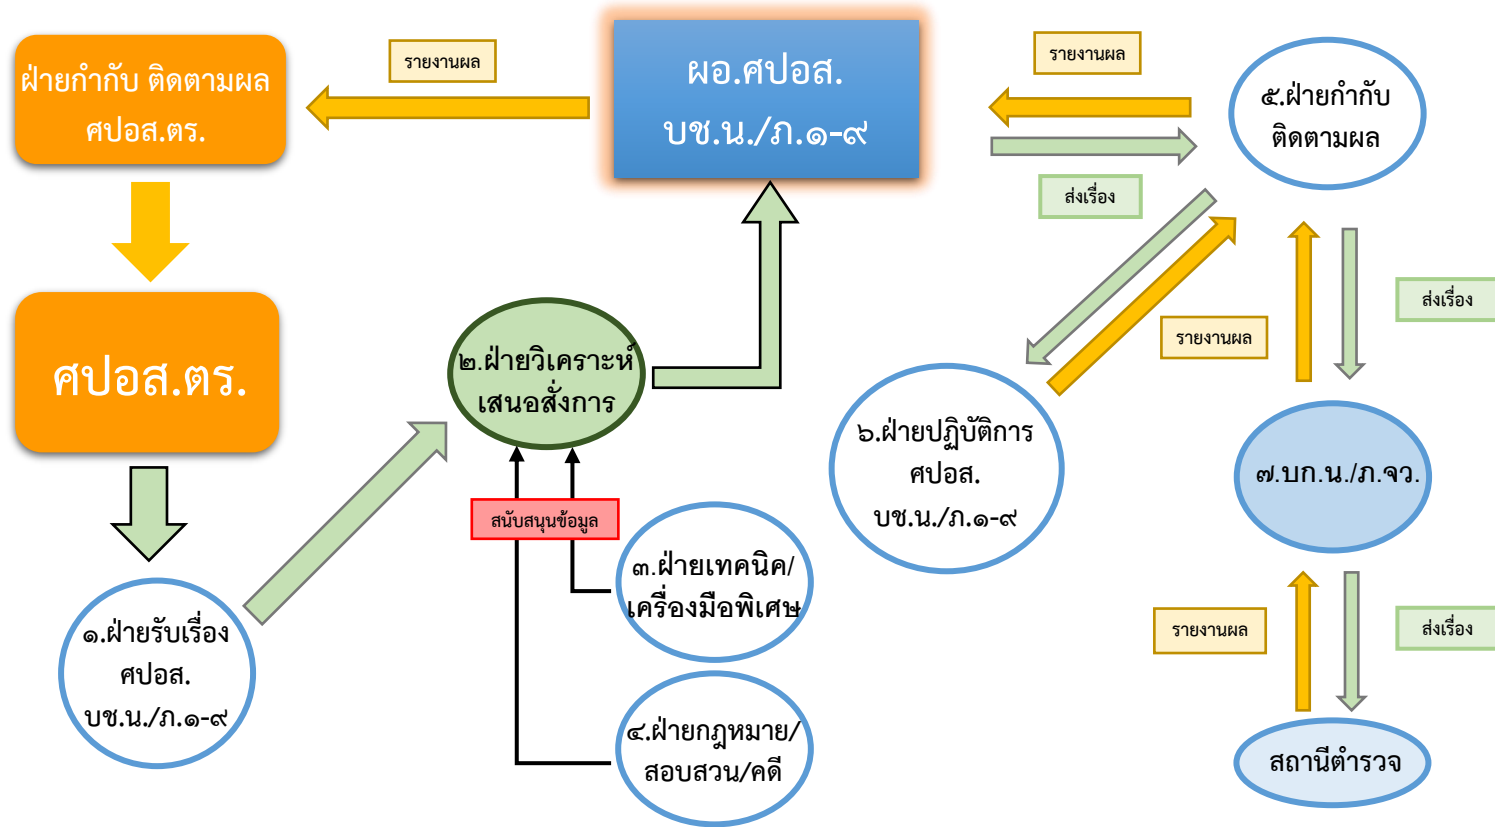 ฝ่ายกำกับ ติดตามผล
ศปอส.ตร.
รายงานผล
ผอ.ศปอส.
บช.น./ภ.๑-๙
รายงานผล
๕.ฝ่ายกำกับ
ติดตามผล
ส่งเรื่อง
ศปอส.ตร.
๒.ฝ่ายวิเคราะห์
เสนอสั่งการ
รายงานผล
ส่งเรื่อง
๖.ฝ่ายปฏิบัติการ
ศปอส.
บช.น./ภ.๑-๙
๗.บก.น./ภ.จว.
สนับสนุนข้อมูล
๓.ฝ่ายเทคนิค/
เครื่องมือพิเศษ
๑.ฝ่ายรับเรื่อง
ศปอส.
บช.น./ภ.๑-๙
รายงานผล
ส่งเรื่อง
๔.ฝ่ายกฎหมาย/
สอบสวน/คดี
สถานีตำรวจ